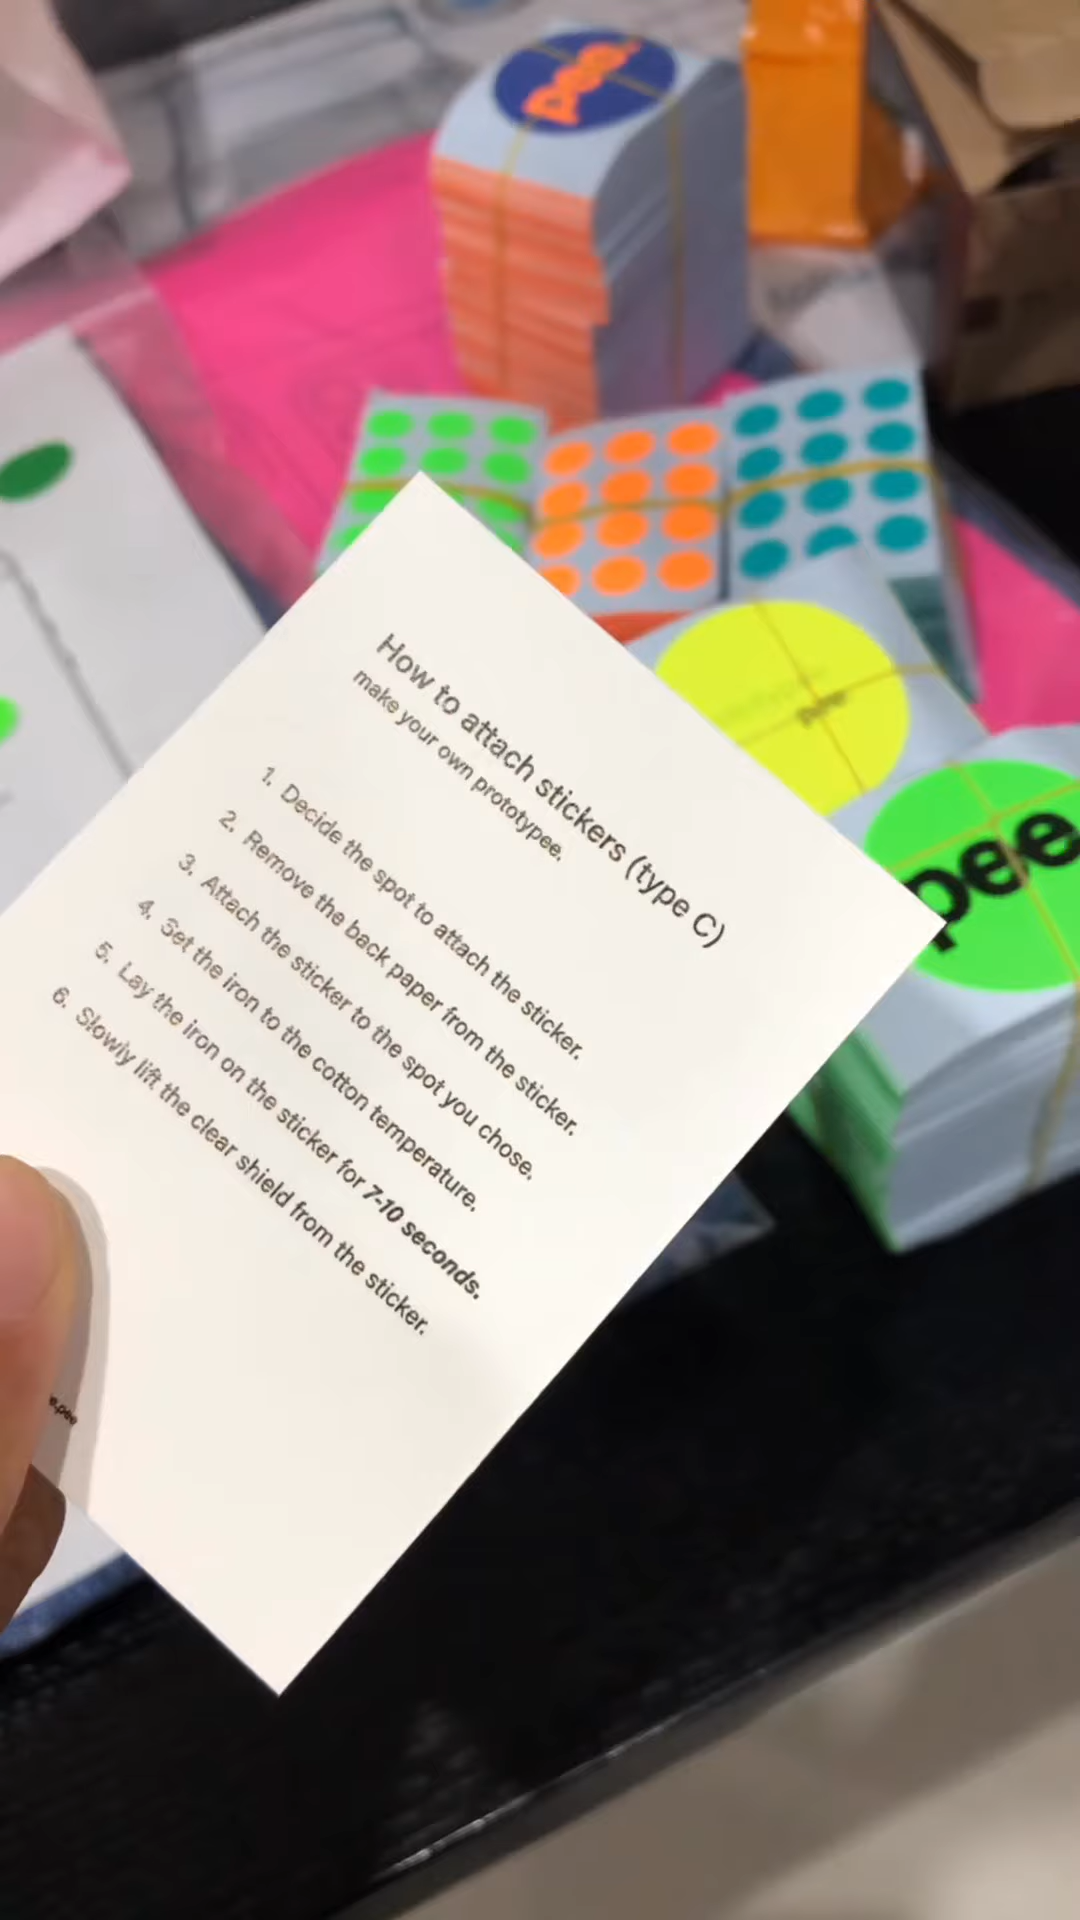 pee.
How to attach stickers (type C)
make your own prototypee.
1. Decide the spot to attach the sticker.
2. Remove the back paper from the sticker.
3. Attach the sticker to the spot you chose.
4. Set the iron to the cotton temperature.
5. Lay the iron on the sticker for 7-10 seconds.
6. Slowly lift the clear shield from the sticker.
pee
pee
e.pee